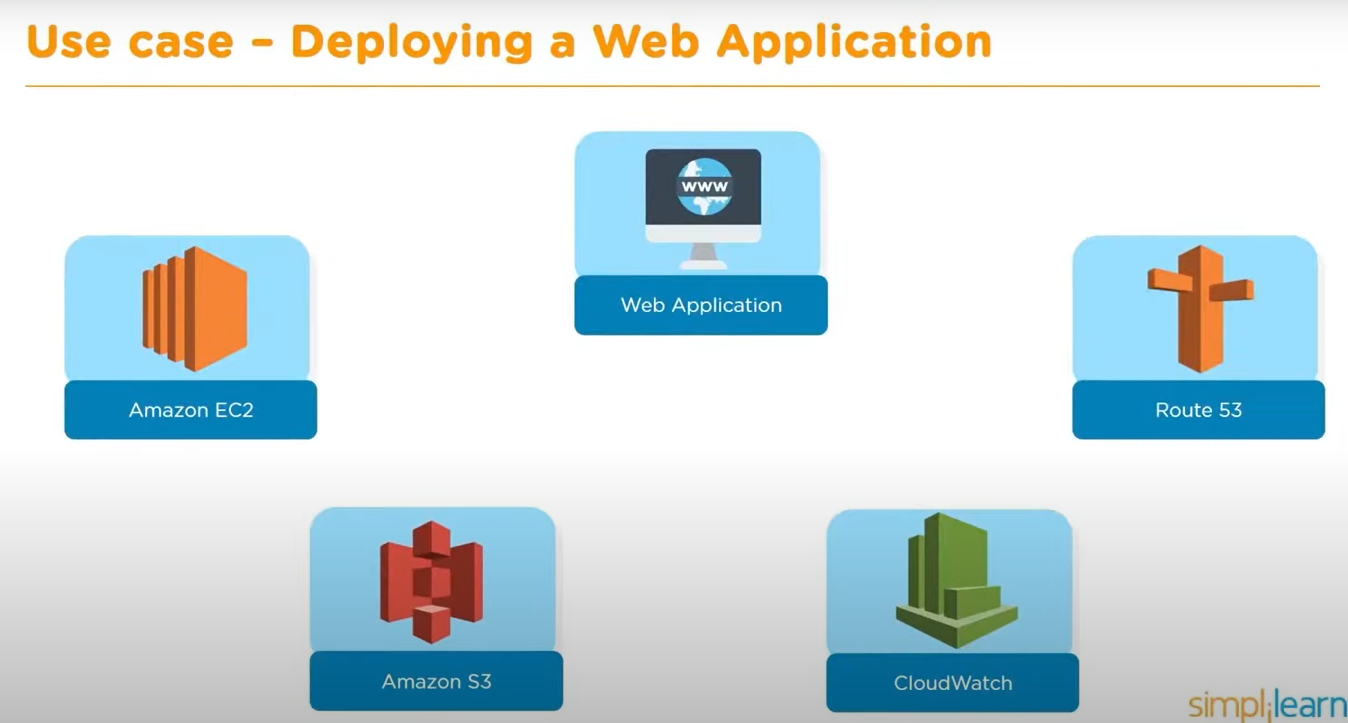 Use case – Deploying a Web Application
WWW
Web Application
Amazon EC2
Route 53
Amazon S3
CloudWatch
simplilearn